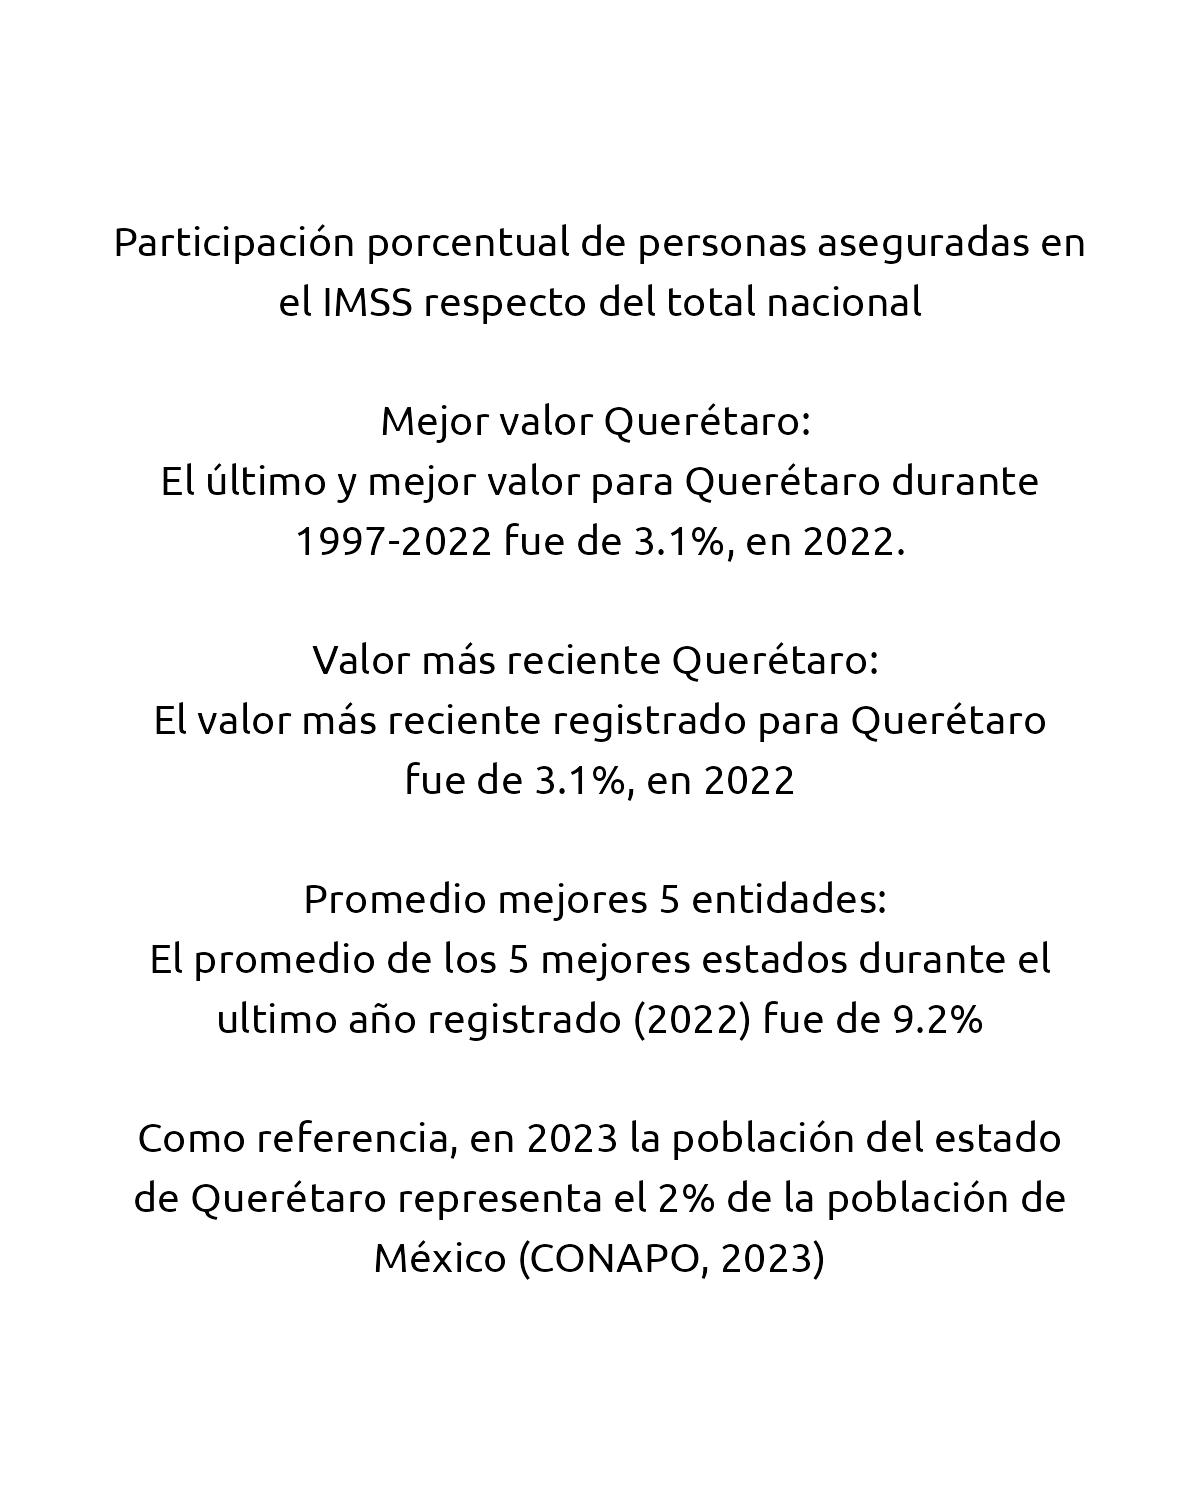 Participación porcentual de personas aseguradas en
el IMSS respecto del total nacional
Mejor valor Querétaro:
El último y mejor valor para Querétaro durante
1997-2022 fue de 3.1%, en 2022.
Valor más reciente Querétaro:
El valor más reciente registrado para Querétaro
fue de 3.1%, en 2022
Promedio mejores 5 entidades:
El promedio de los 5 mejores estados durante el
ultimo año registrado (2022) fue de 9.2%
Como referencia, en 2023 la población del estado
de Querétaro representa el 2% de la población de
México (CONAPO, 2023)